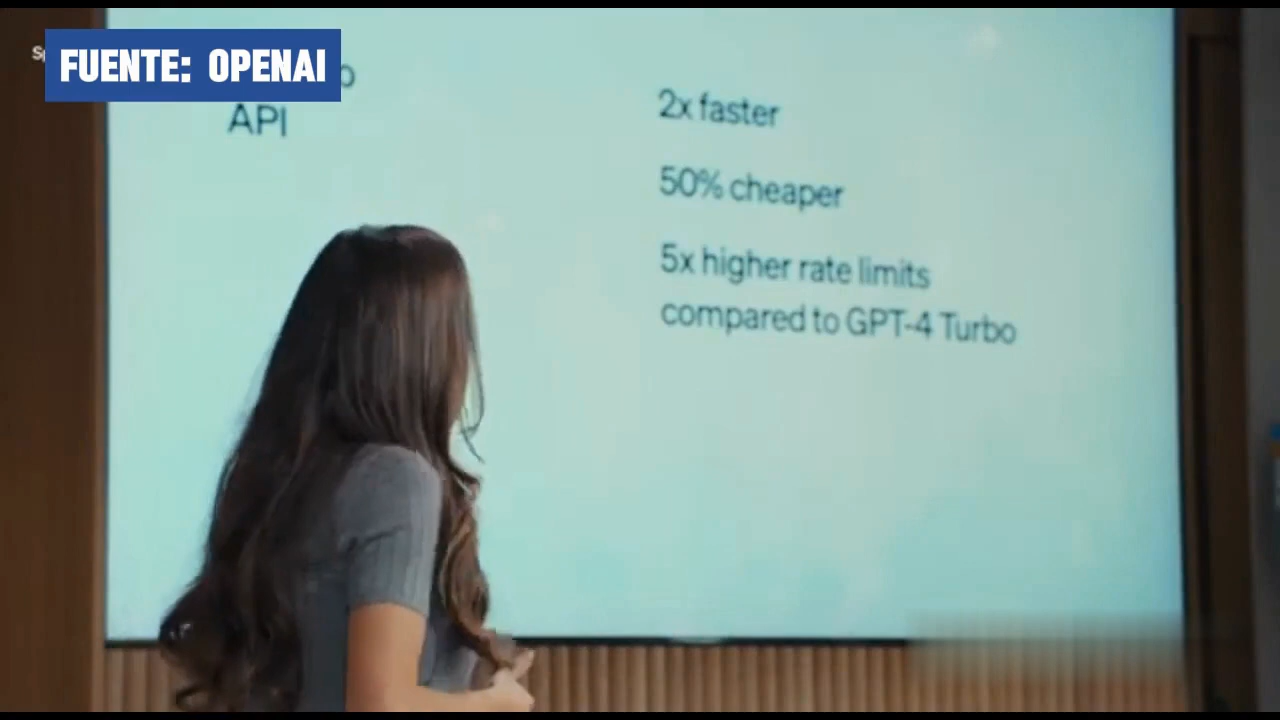 FUENTE: OPENAI
API
2x faster
50% cheaper
5x higher rate limits
compared to GPT-4 Turbo